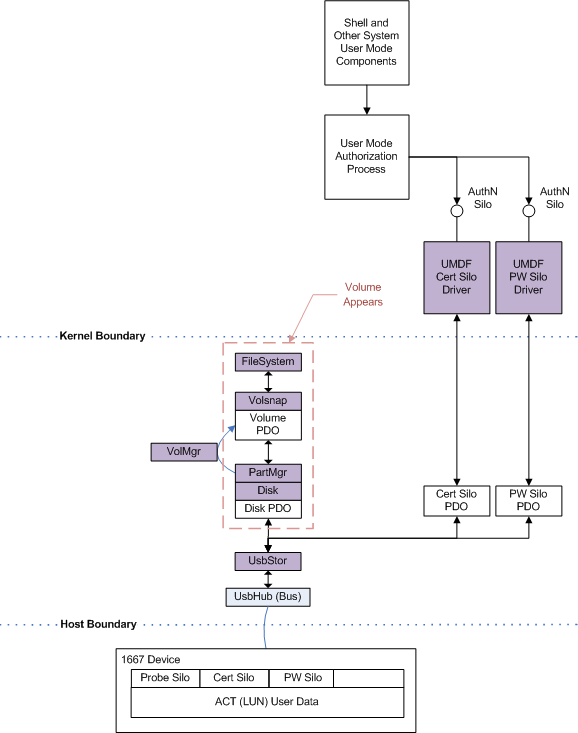 Shell and
Other System
User Mode
Components
User Mode
Authorization
Process
AuthN
Silo
AuthN
Silo
UMDF
Cert Silo
Driver
UMDF
PW Silo
Driver
Volume
Appears
Kernel Boundary
FileSystem
Volsnap
Volume
PDO
VolMgr
PartMgr
Disk
Disk PDO
Cert Silo
PDO
PW Silo
PDO
UsbStor
UsbHub (Bus)
Host Boundary
1667 Device
Probe Silo
Cert Silo
PW Silo
ACT (LUN) User Data